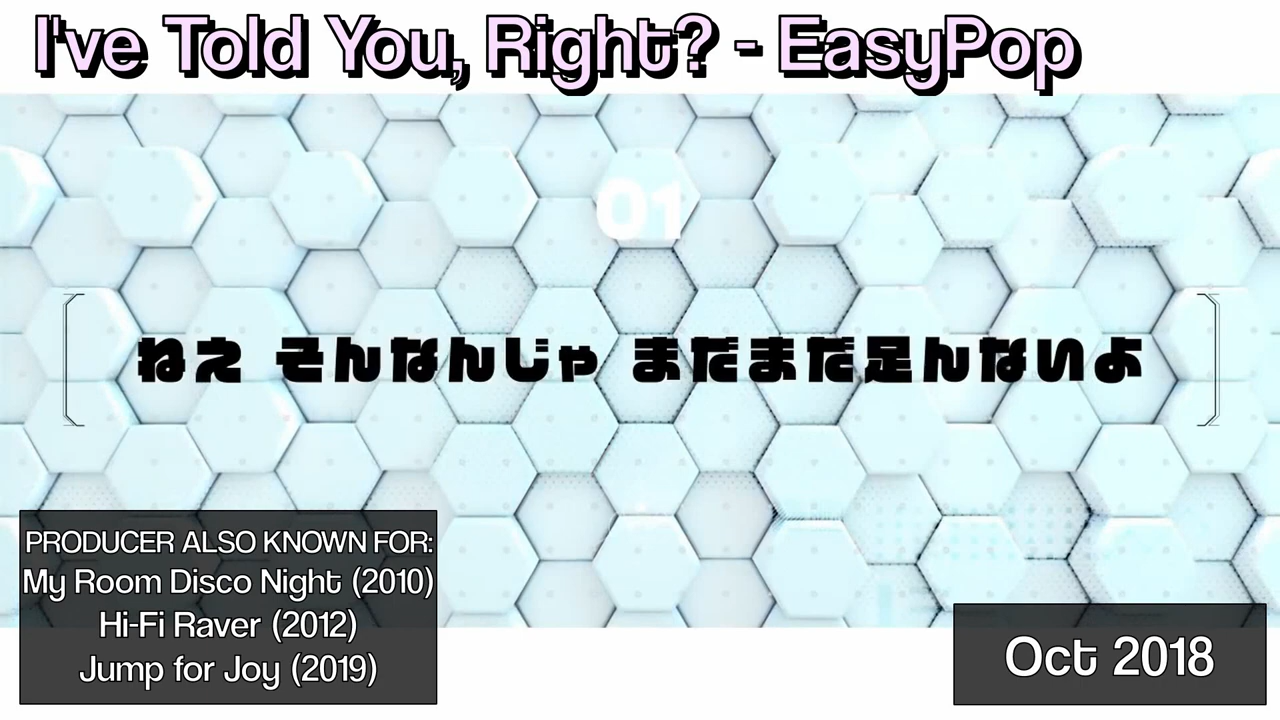 I've Told You, Right? - EasyPop
01
ねえ そんなんじゃ まだまだ足んないよ
PRODUCER ALSO KNOWN FOR:
My Room Disco Night (2010)
Hi-Fi Raver (2012)
Jump for Joy (2019)
Oct 2018